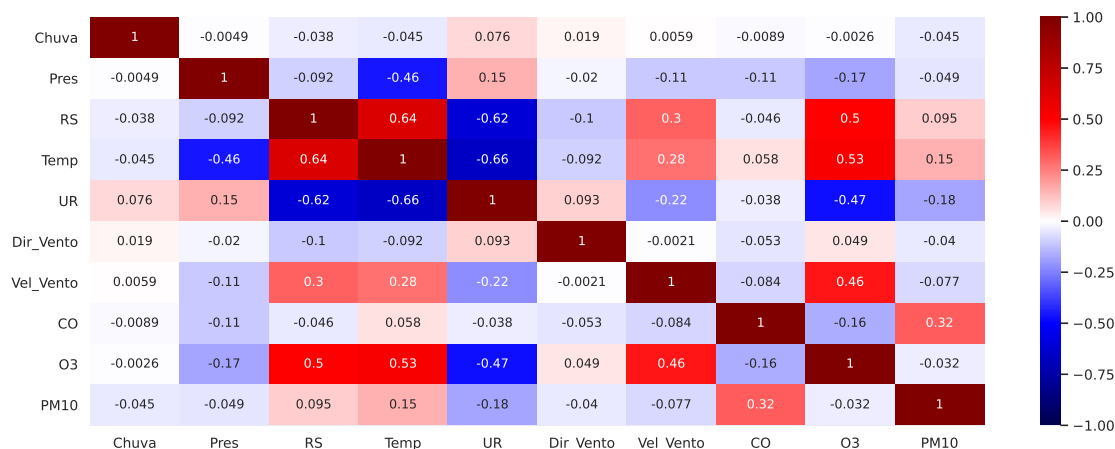 Chuva 1 -0.0049 -0.038 -0.045 0.076 0.019 0.0059 -0.0089 -0.0026 -0.045
Pres -0.0049 1 -0.092 -0.46 0.15 -0.02 -0.11 -0.11 -0.17 -0.049
RS -0.038 -0.092 1 0.64 -0.62 -0.1 0.3 -0.046 0.5 0.095
Temp -0.045 -0.46 0.64 1 -0.66 -0.092 0.28 0.058 0.53 0.15
UR 0.076 0.15 -0.62 -0.66 1 0.093 -0.22 -0.038 -0.47 -0.18
Dir_Vento 0.019 -0.02 -0.1 -0.092 0.093 1 -0.0021 -0.053 0.049 -0.04
Vel_Vento 0.0059 -0.11 0.3 0.28 -0.22 -0.0021 1 -0.084 0.46 -0.077
CO -0.0089 -0.11 -0.046 0.058 -0.038 -0.053 -0.084 1 -0.16 0.32
O3 -0.0026 -0.17 0.5 0.53 -0.47 0.049 0.46 -0.16 1 -0.032
PM10 -0.045 -0.049 0.095 0.15 -0.18 -0.04 -0.077 0.32 -0.032 1
Chuva Pres RS Temp UR Dir_Vento Vel_Vento CO O3 PM10
1.00
0.75
0.50
0.25
0.00
−0.25
−0.50
−0.75
−1.00